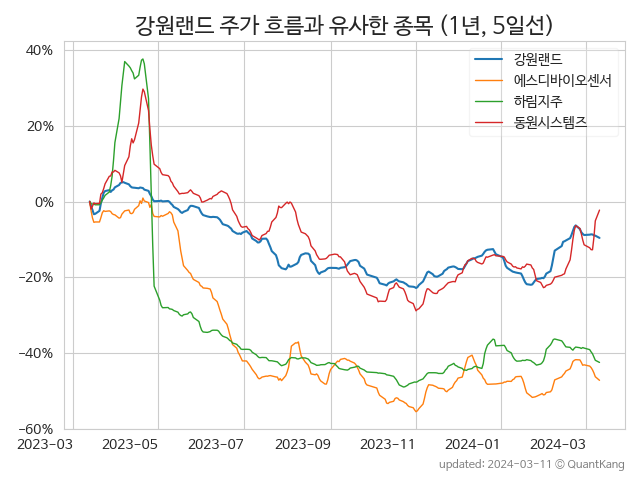 강원랜드 주가 흐름과 유사한 종목 (1년, 5일선)
강원랜드
에스디바이오센서
하림지주
동원시스템즈
40%
20%
0%
−20%
−40%
−60%
2023-03 2023-05 2023-07 2023-09 2023-11 2024-01 2024-03
updated: 2024-03-11 © QuantKang